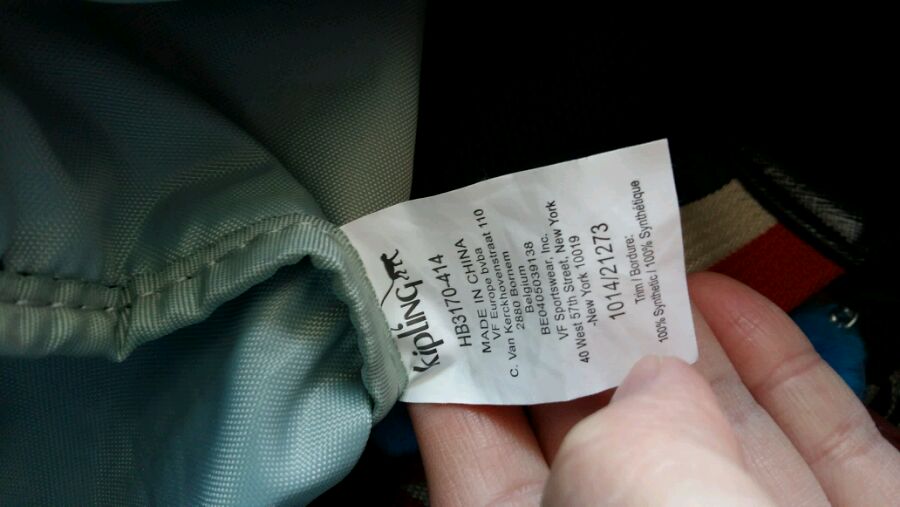 kipling
HB3170-414
MADE IN CHINA
VF Europe bvba
C. Van Kerckhovenstraat 110
2880 Bornem
Belgium
BE0405039138
VF Sportswear, Inc.
40 West 57th Street, New York
-New York 10019
1014/21273
Trim / Bordure:
100% Synthetic / 100% Synthétique